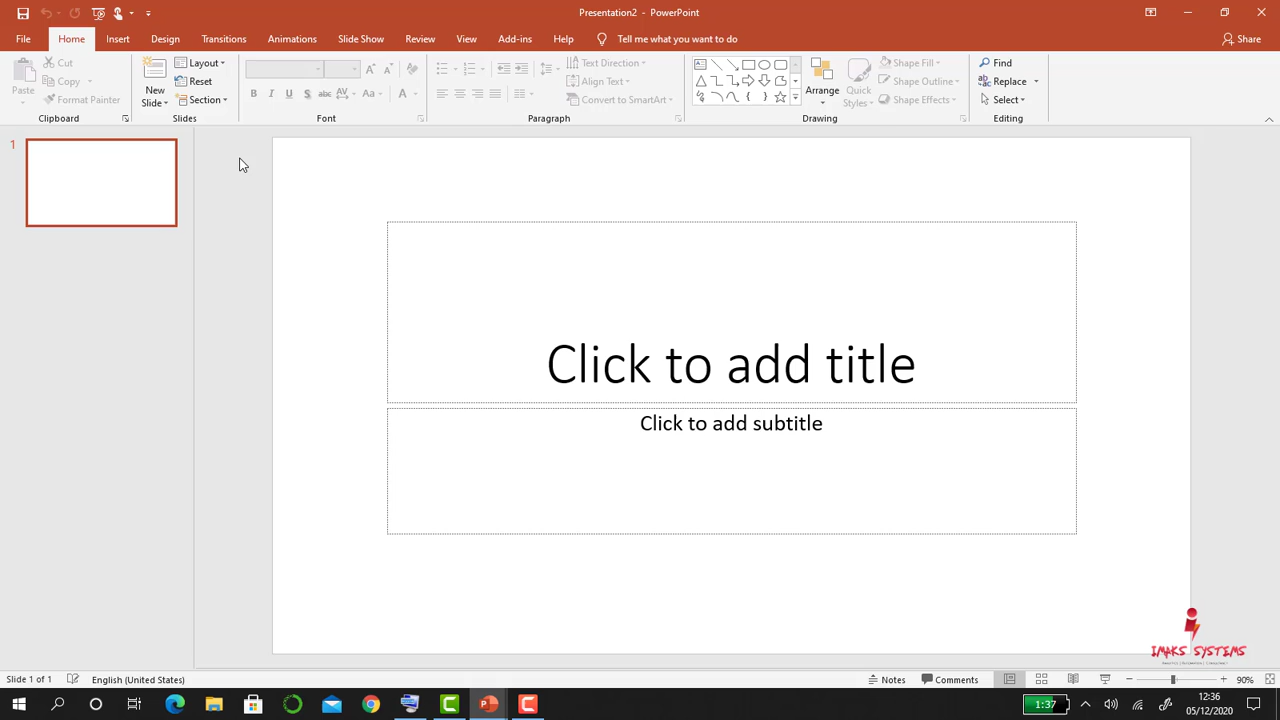 Presentation2 - PowerPoint
File Home Insert Design Transitions Animations Slide Show Review View Add-ins Help Tell me what you want to do Share
Paste
Cut
Copy
Format Painter
Clipboard
New
Slide
Layout
Reset
Section
Slides
B I U S abc AV Aa A
Font
Text Direction
Align Text
Convert to SmartArt
Paragraph
Arrange
Quick
Styles
Shape Fill
Shape Outline
Shape Effects
Drawing
Find
Replace
Select
Editing
1
Click to add title
Click to add subtitle
IMAKS SYSTEMS
Slide 1 of 1 English (United States) Notes Comments 90%
1:37
12:36
05/12/2020